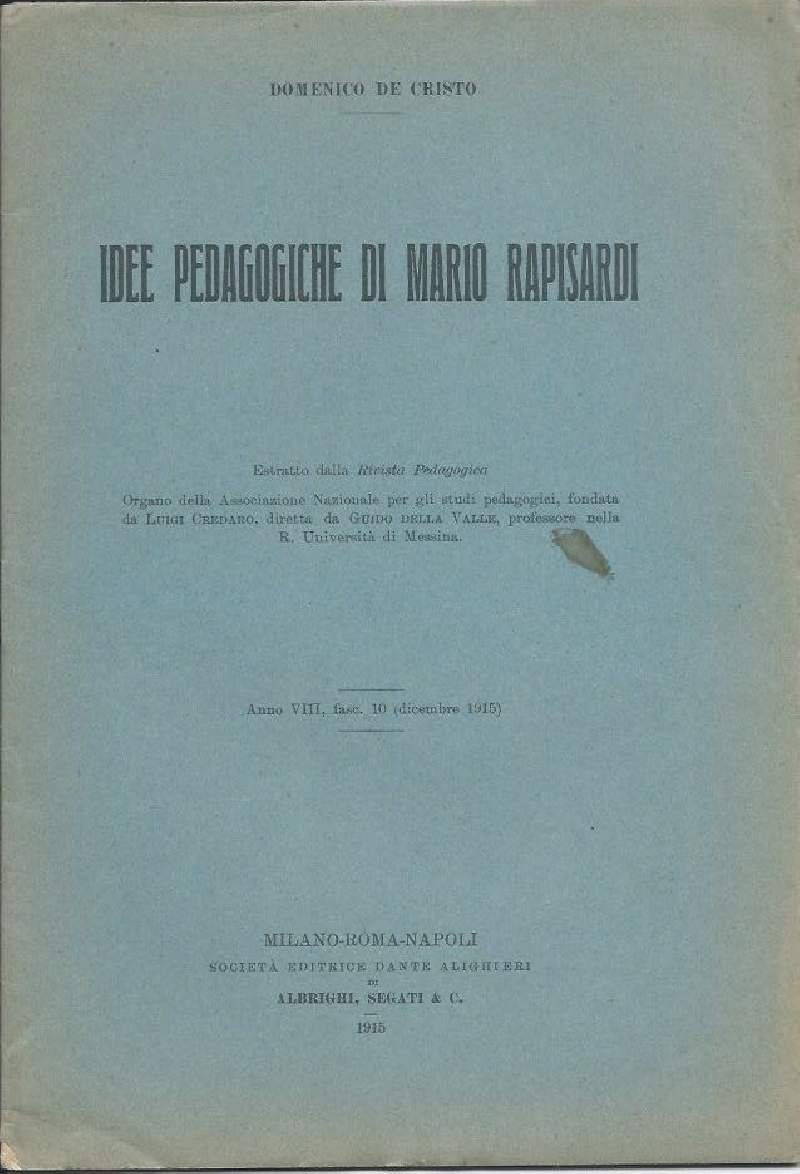 DOMENICO DE CRISTO
IDEE PEDAGOGICHE DI MARIO RAPISARDI
Estratto dalla Rivista Pedagogica
Organo della Associazione Nazionale per gli studi pedagogici, fondata
da LUIGI CREDARO, diretta da GUIDO DELLA VALLE, professore nella
R. Università di Messina.
Anno VIII, fasc. 10 (dicembre 1915)
MILANO-ROMA-NAPOLI
SOCIETÀ EDITRICE DANTE ALIGHIERI
DI
ALBRIGHI, SEGATI & C.
1915